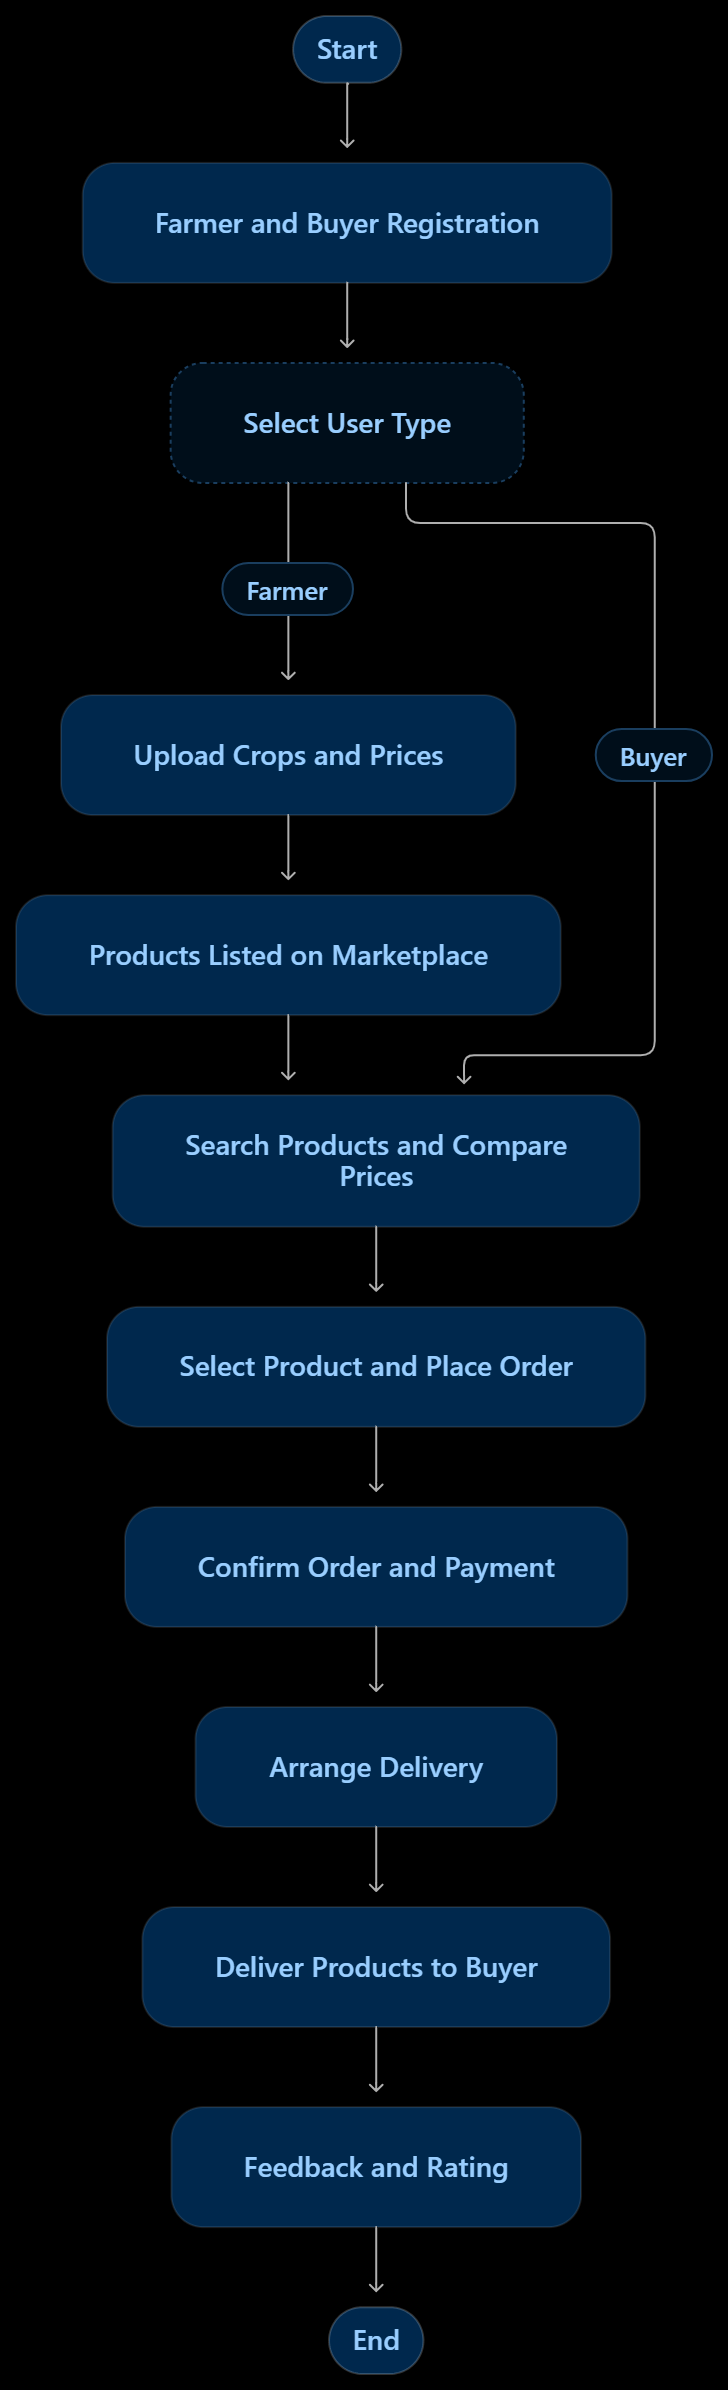 Start
Farmer and Buyer Registration
Select User Type
Farmer
Upload Crops and Prices
Buyer
Products Listed on Marketplace
Search Products and Compare
Prices
Select Product and Place Order
Confirm Order and Payment
Arrange Delivery
Deliver Products to Buyer
Feedback and Rating
End